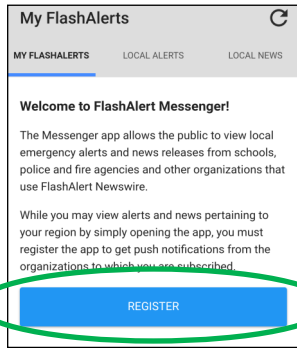 My FlashAlerts
MY FLASHALERTS LOCAL ALERTS LOCAL NEWS
Welcome to FlashAlert Messenger!
The Messenger app allows the public to view local
emergency alerts and news releases from schools,
police and fire agencies and other organizations that
use FlashAlert Newswire.
While you may view alerts and news pertaining to
your region by simply opening the app, you must
register the app to get push notifications from the
organizations to which you are subscribed.
REGISTER